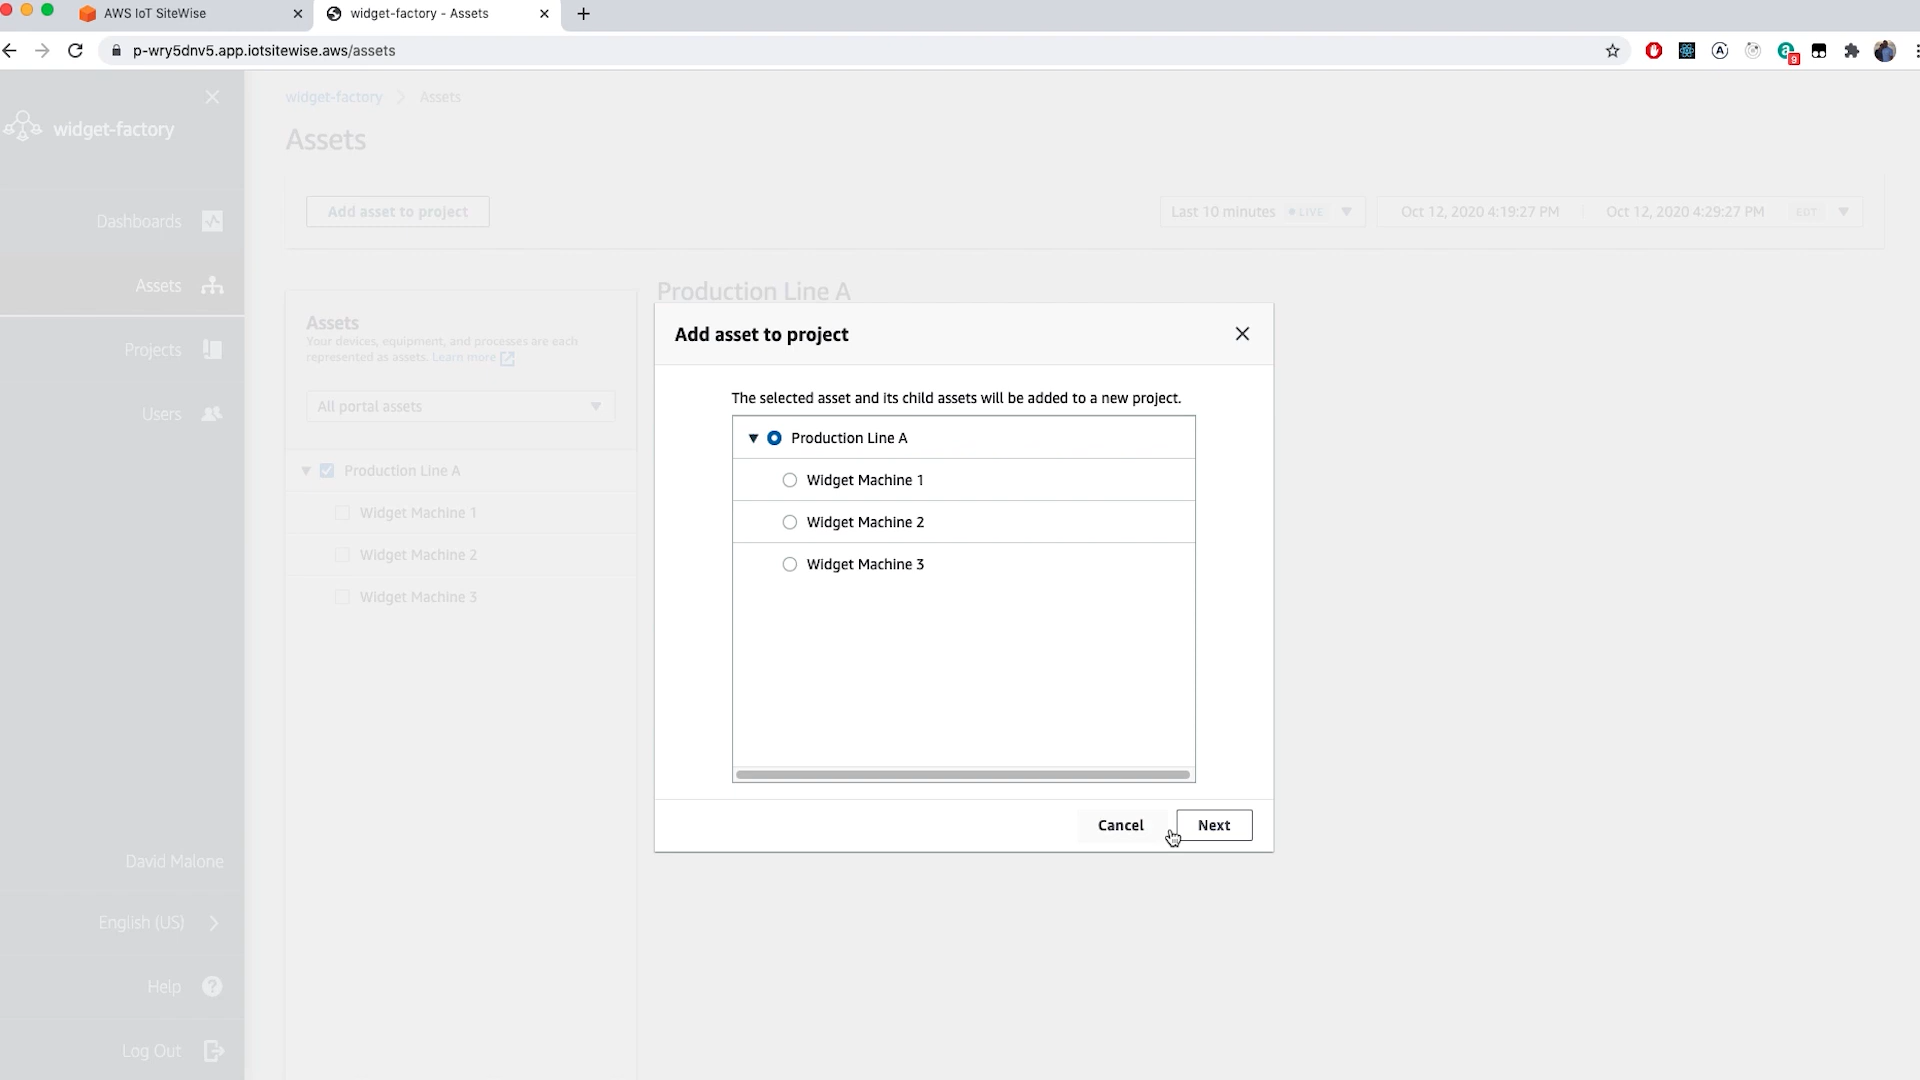 AWS IoT SiteWise
widget-factory - Assets
p-wry5dnv5.app.iotsitewise.aws/assets
9
widget-factory
Dashboards
Assets
Projects
Users
David Malone
English (US)
Help
Log Out
widget-factory > Assets
Assets
Add asset to project
Last 10 minutes LIVE
Oct 12, 2020 4:19:27 PM
Oct 12, 2020 4:29:27 PM EDT
Assets
Your devices, equipment, and processes are each
represented as assets. Learn more
All portal assets
Production Line A
Widget Machine 1
Widget Machine 2
Widget Machine 3
Production Line A
Add asset to project
The selected asset and its child assets will be added to a new project.
Production Line A
Widget Machine 1
Widget Machine 2
Widget Machine 3
Cancel
Next